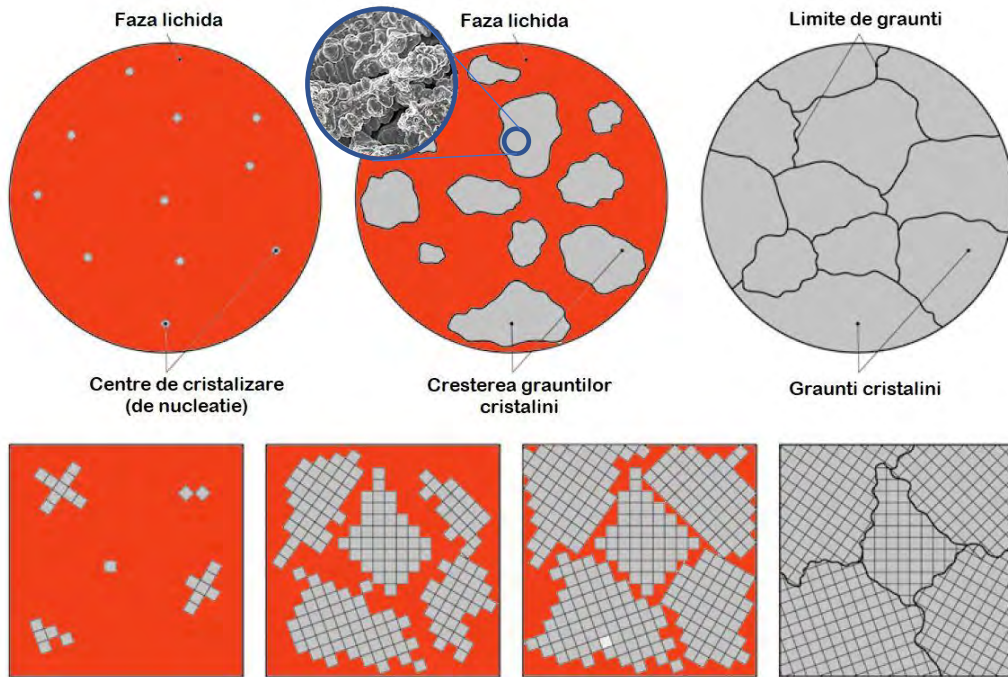 Faza lichida
Faza lichida
Limite de graunti
Centre de cristalizare
(de nucleatie)
Cresterea grauntilor
cristalini
Graunti cristalini